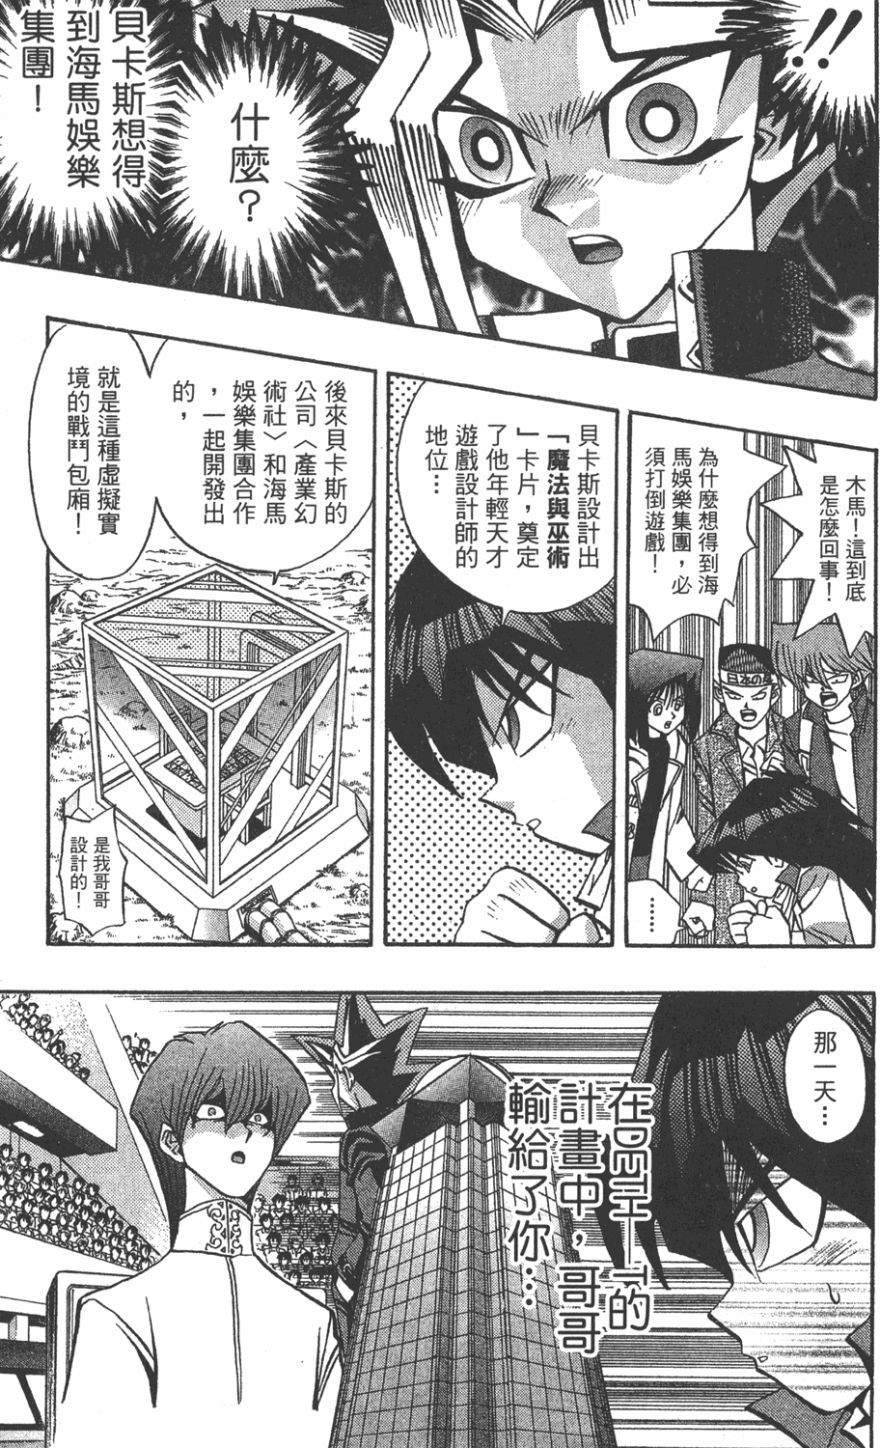 !!
什麼？
貝卡斯想得
到海馬娛樂
集團！
木馬！這到底
是怎麼回事！
為什麼想得到海
馬娛樂集團，必
須打倒遊戲！
日本の
……
貝卡斯設計出
「魔法與巫術
」卡片，奠定
了他年輕天才
遊戲設計師的
地位…
後來貝卡斯的
公司〈產業幻
術社〉和海馬
娛樂集團合作
，一起開發出
的，
就是這種虛擬實
境的戰鬥包廂！
是我哥哥
設計的！
那一天…
在DETH─T的
計畫中，哥哥
輸給了你…